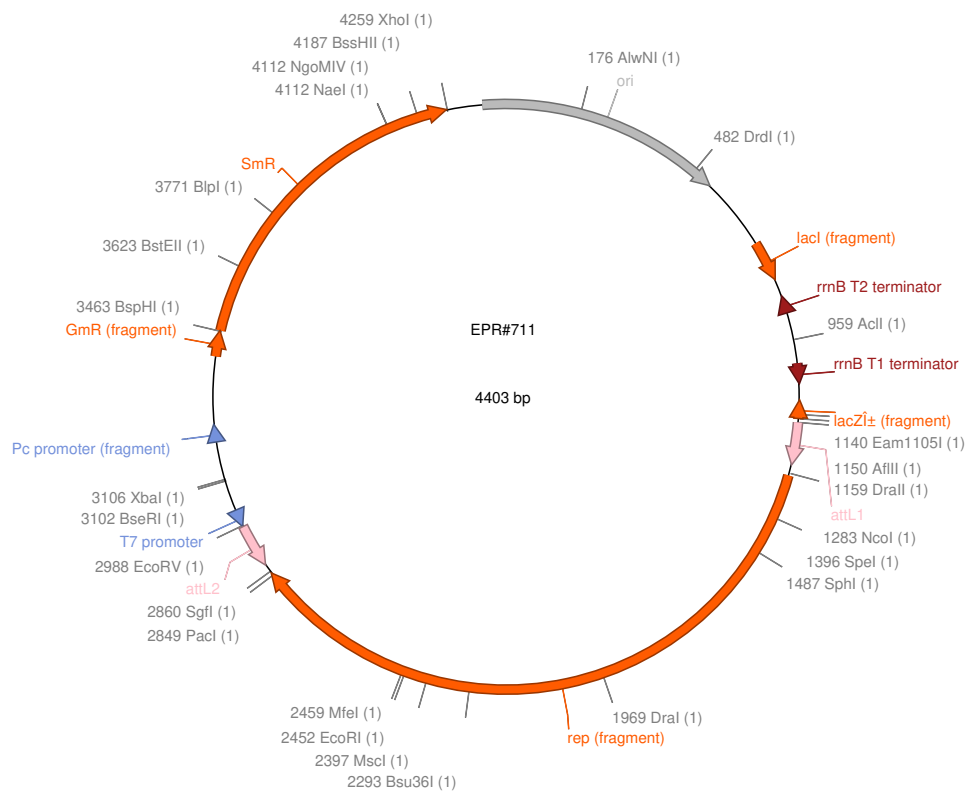 4259 XhoI (1)
4187 BssHII (1)
4112 NgoMIV (1)
4112 NaeI (1)
176 AlwNI (1)
ori
482 DrdI (1)
SmR
3771 BlpI (1)
3623 BstEII (1)
3463 BspHI (1)
GmR (fragment)
lacI (fragment)
rrnB T2 terminator
959 AclI (1)
rrnB T1 terminator
EPR#711
4403 bp
lacZÎ± (fragment)
1140 Eam1105I (1)
1150 AflII (1)
1159 DraII (1)
attL1
1283 NcoI (1)
1396 SpeI (1)
1487 SphI (1)
Pc promoter (fragment)
3106 XbaI (1)
3102 BseRI (1)
T7 promoter
2988 EcoRV (1)
attL2
2860 SgfI (1)
2849 PacI (1)
2459 MfeI (1)
2452 EcoRI (1)
2397 MscI (1)
2293 Bsu36I (1)
1969 DraI (1)
rep (fragment)